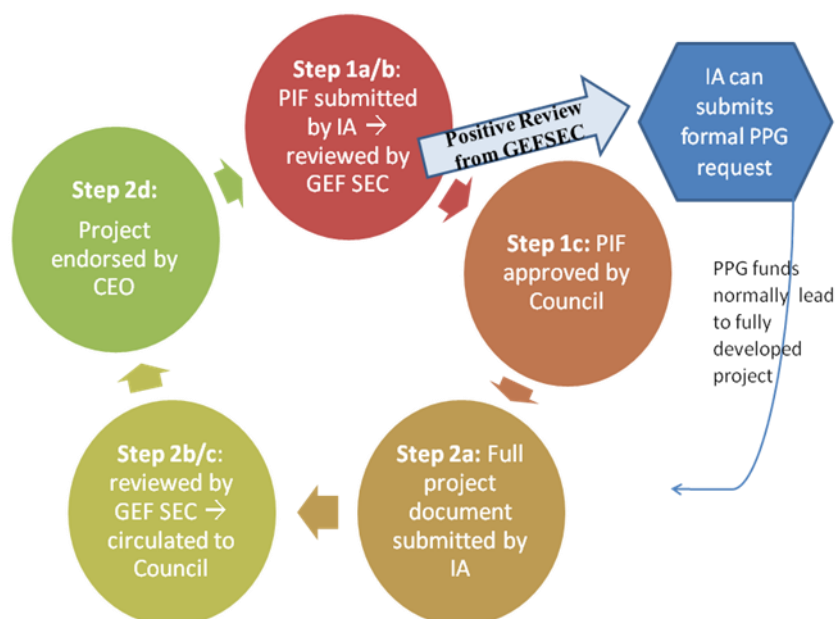 Step 1a/b:
PIF submitted
by IA →
reviewed by
GEF SEC
Positive Review
from GEFSEC
IA can
submits
formal PPG
request
Step 1c: PIF
approved by
Council
PPG funds
normally lead
to fully
developed
project
Step 2a: Full
project
document
submitted by
IA
Step 2b/c:
reviewed by
GEF SEC →
circulated to
Council
Step 2d:
Project
endorsed by
CEO